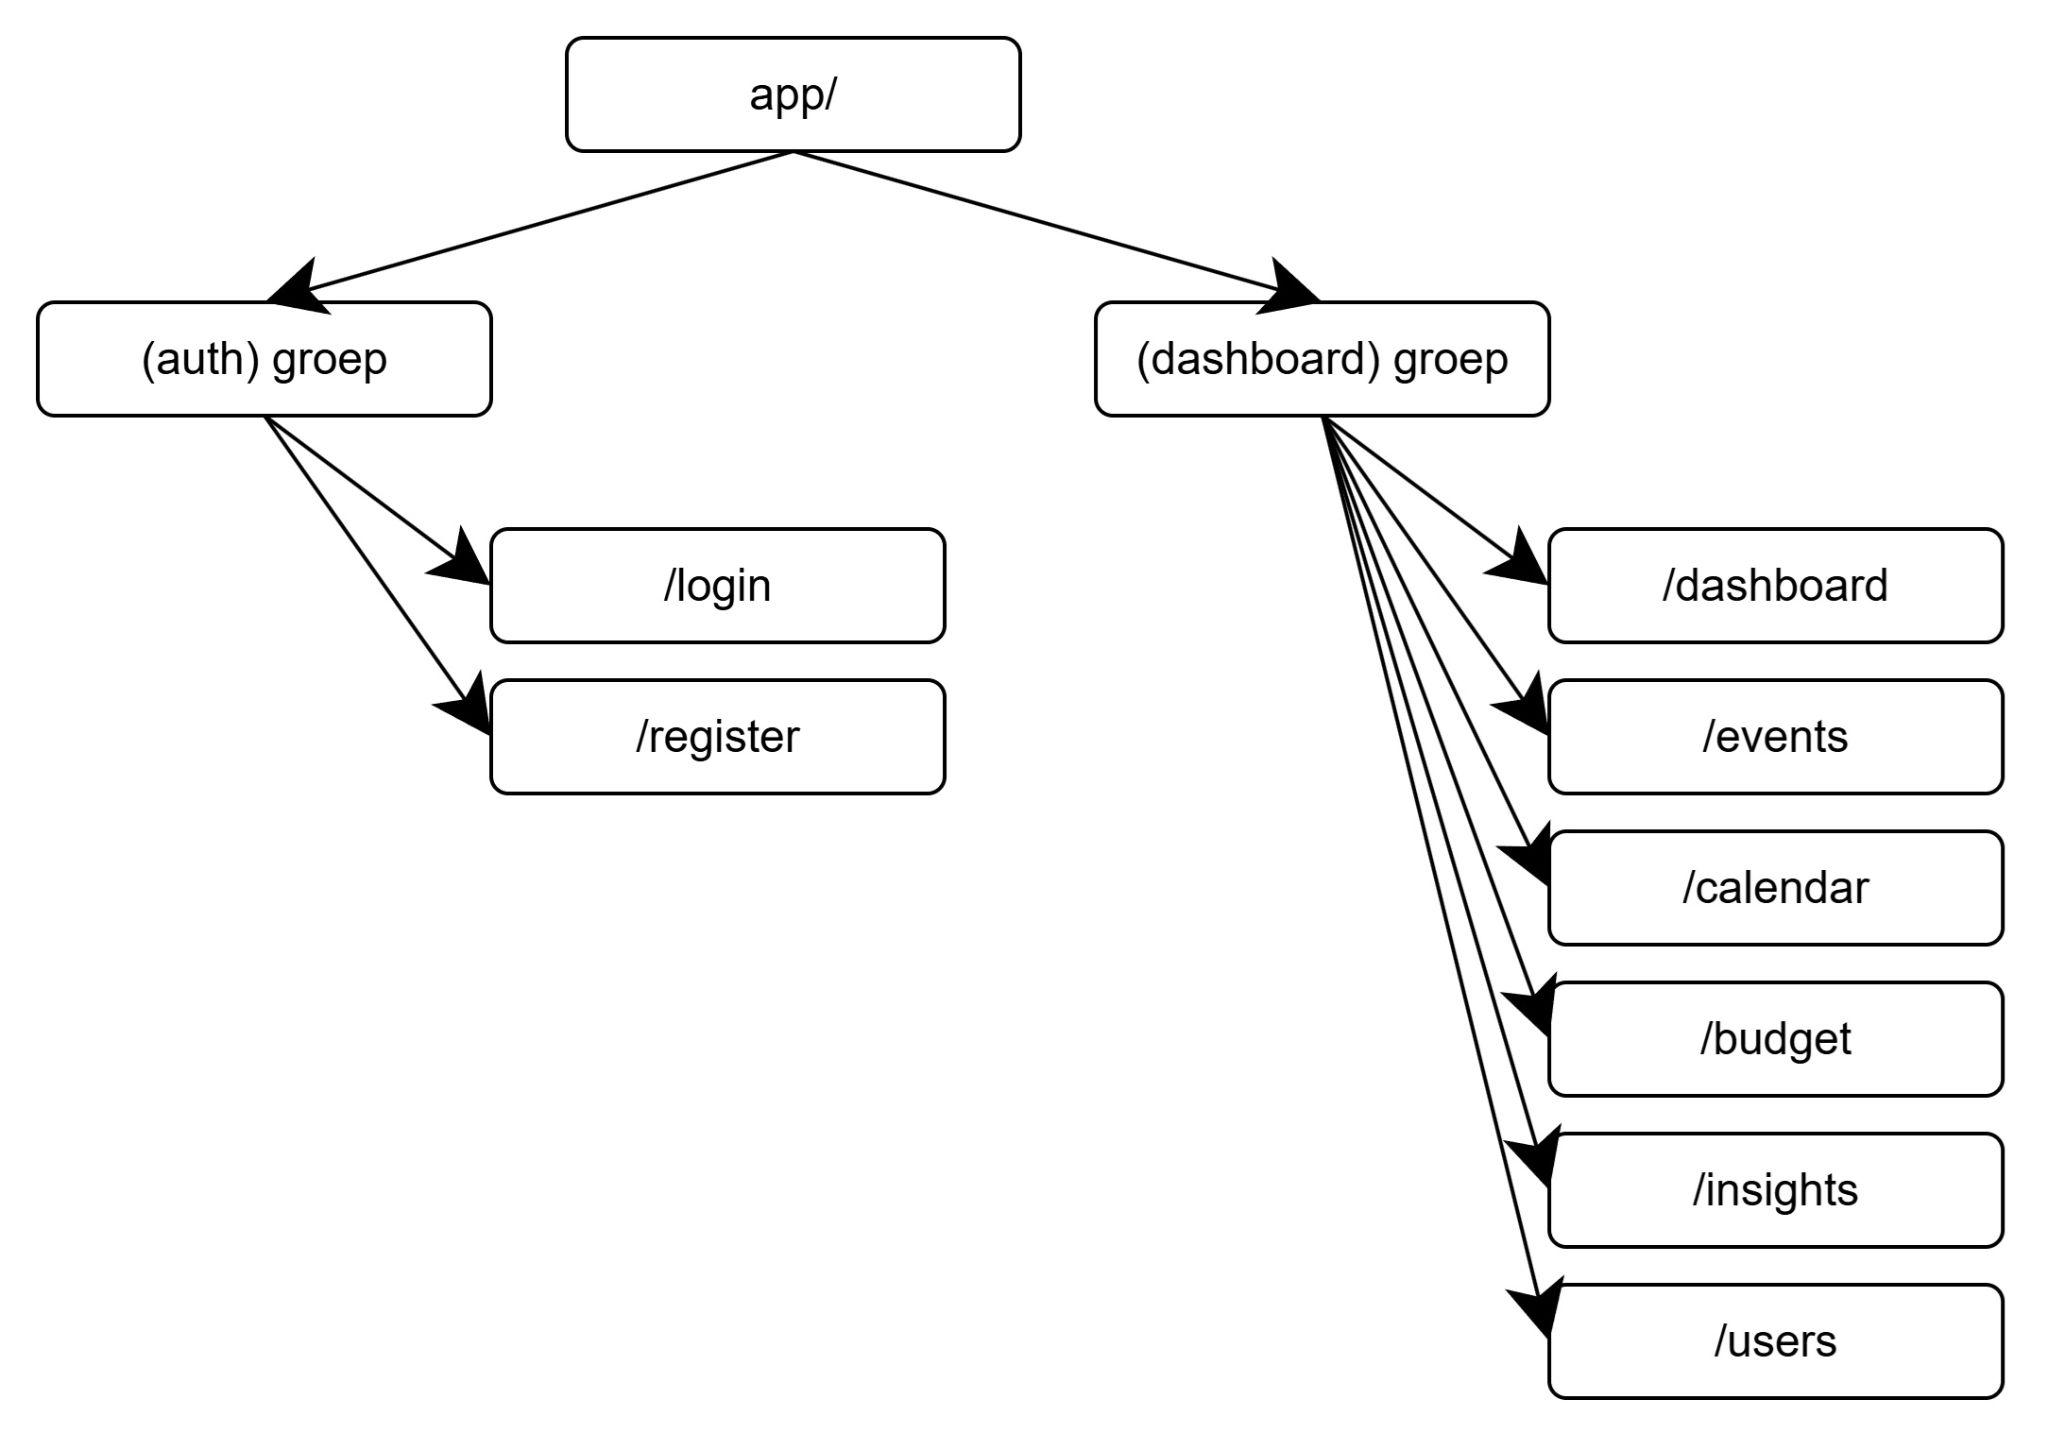 app/
(auth) groep
(dashboard) groep
/login
/register
/dashboard
/events
/calendar
/budget
/insights
/users